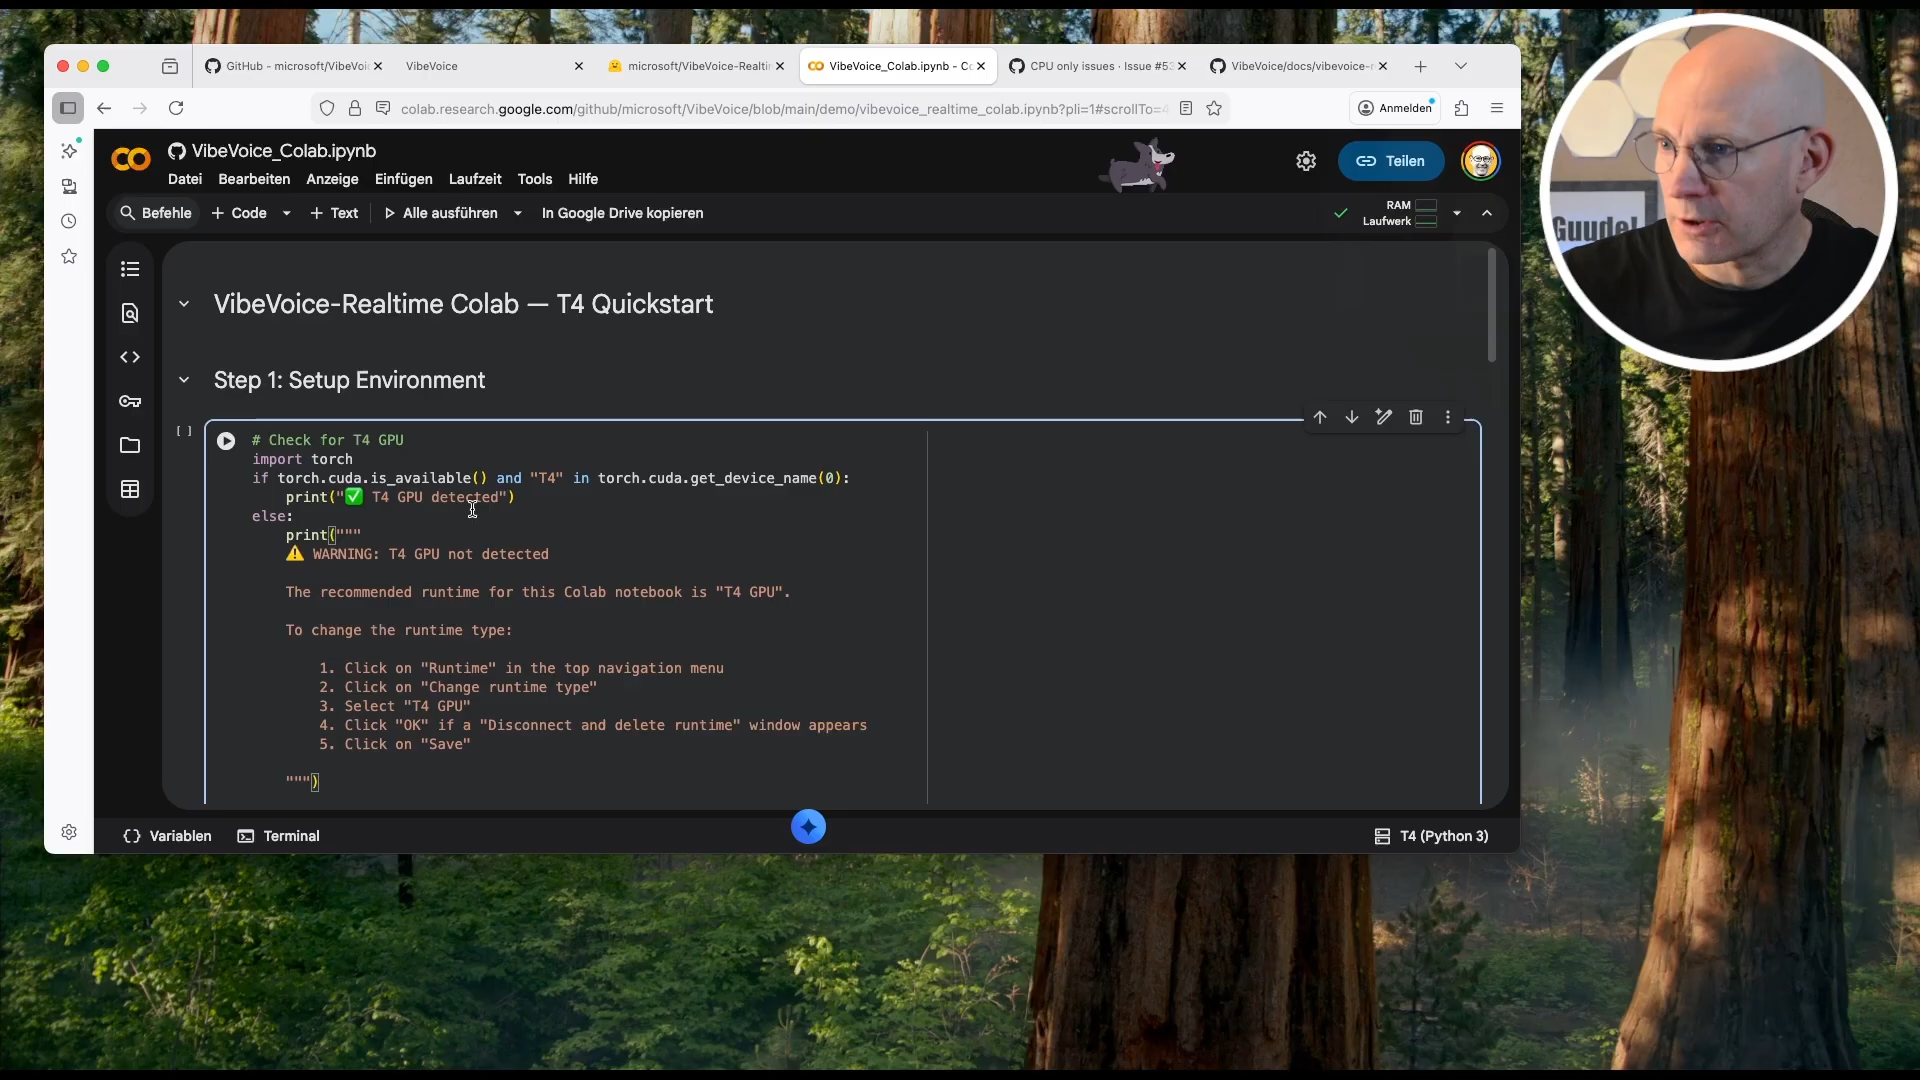 GitHub - microsoft/VibeVoic
VibeVoice
microsoft/VibeVoice-Realtir
VibeVoice_Colab.ipynb - Co
CPU only issues · Issue #53
VibeVoice/docs/vibevoice-r
colab.research.google.com/github/microsoft/VibeVoice/blob/main/demo/vibevoice_realtime_colab.ipynb?pli=1#scrollTo=4
Anmelden
VibeVoice_Colab.ipynb
Datei Bearbeiten Anzeige Einfügen Laufzeit Tools Hilfe
Teilen
Befehle + Code + Text Alle ausführen In Google Drive kopieren
RAM
Laufwerk
Guude!
VibeVoice-Realtime Colab — T4 Quickstart
Step 1: Setup Environment
[ ]
# Check for T4 GPU
import torch
if torch.cuda.is_available() and "T4" in torch.cuda.get_device_name(0):
print("✅ T4 GPU detected")
else:
print("""
⚠️ WARNING: T4 GPU not detected
The recommended runtime for this Colab notebook is "T4 GPU".
To change the runtime type:
1. Click on "Runtime" in the top navigation menu
2. Click on "Change runtime type"
3. Select "T4 GPU"
4. Click "OK" if a "Disconnect and delete runtime" window appears
5. Click on "Save"
""")
Variablen Terminal
T4 (Python 3)